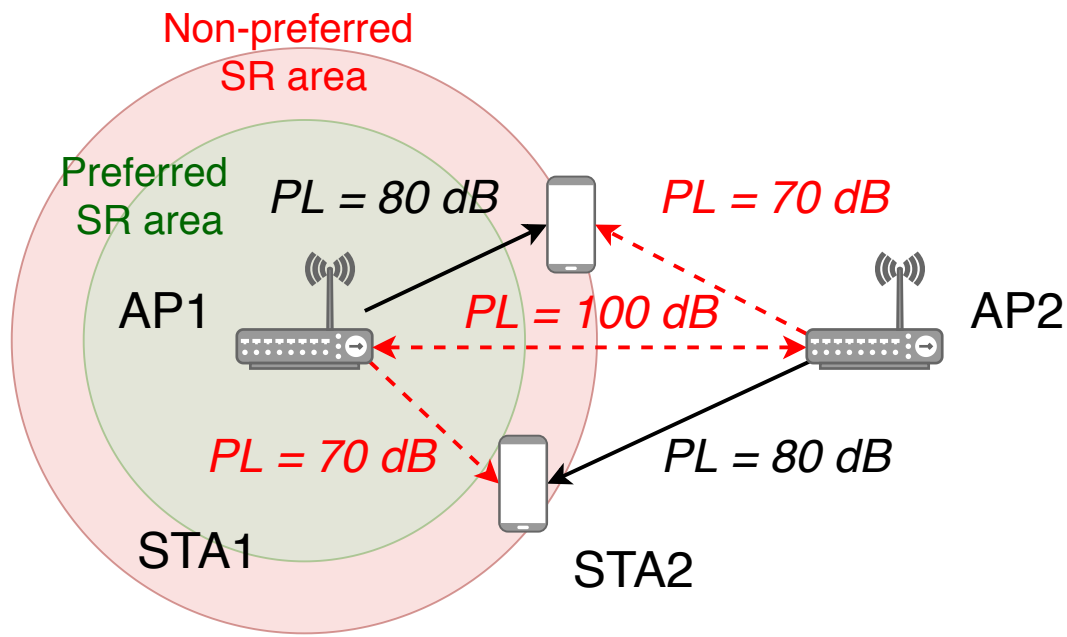 Non-preferred
SR area
Preferred
SR area
PL = 80 dB
PL = 70 dB
AP1
PL = 100 dB
AP2
PL = 70 dB
PL = 80 dB
STA1
STA2